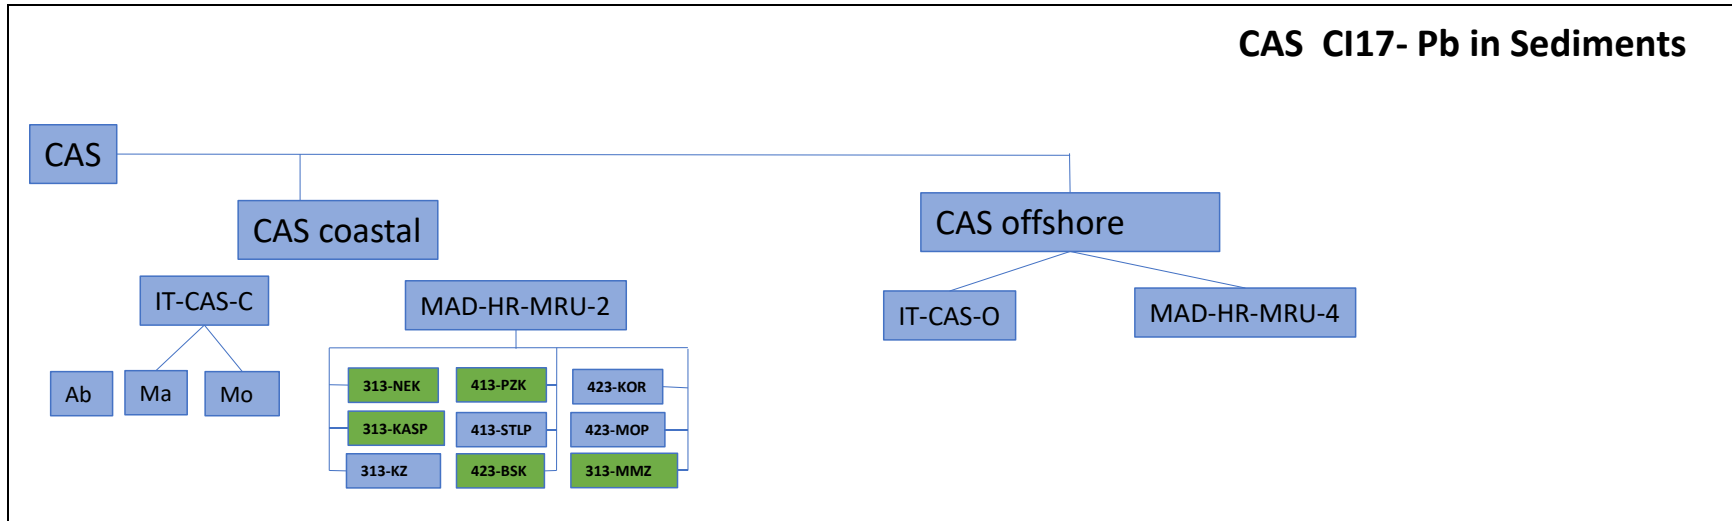 CAS  CI17- Pb in Sediments
CAS
CAS coastal
CAS offshore
IT-CAS-C
MAD-HR-MRU-2
IT-CAS-O
MAD-HR-MRU-4
Ab
Ma
Mo
313-NEK
413-PZK
423-KOR
313-KASP
413-STLP
423-MOP
313-KZ
423-BSK
313-MMZ